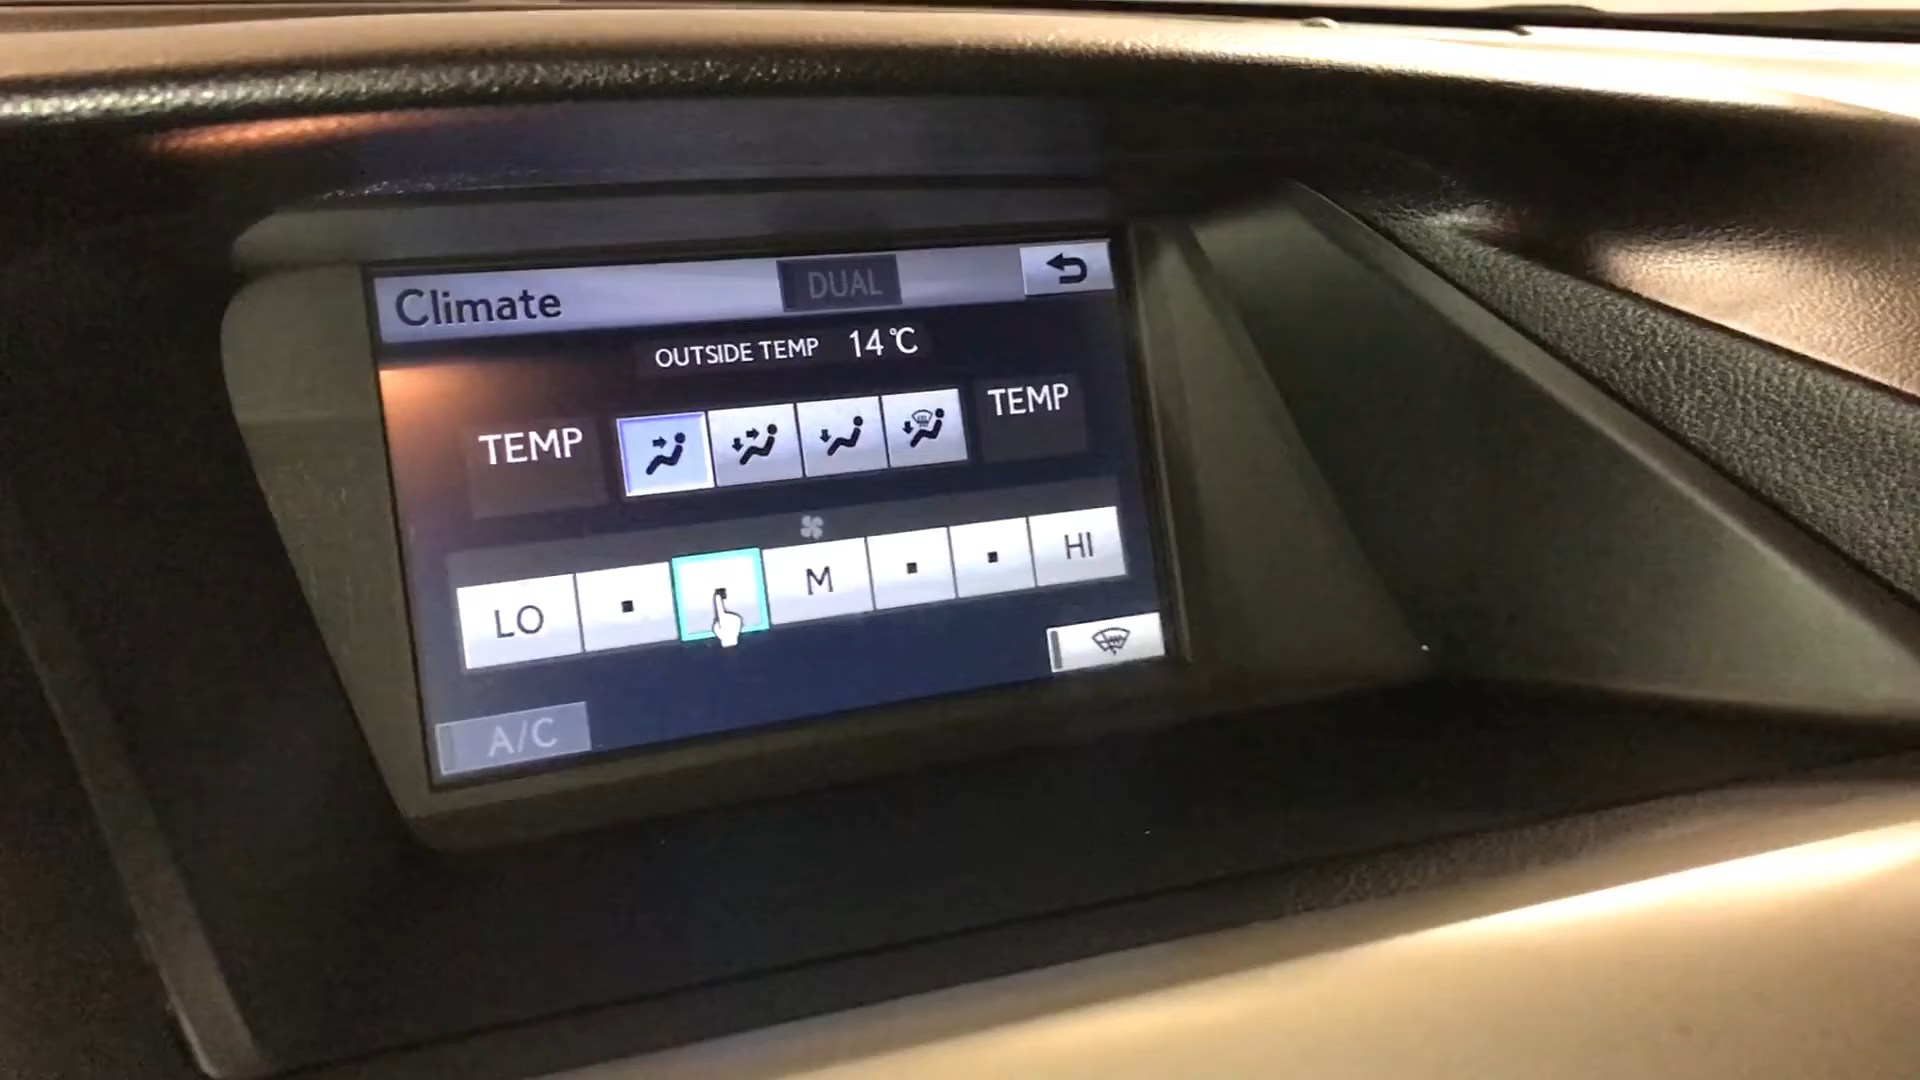 Climate
DUAL
OUTSIDE TEMP 14°C
TEMP
TEMP
LO
M
HI
A/C